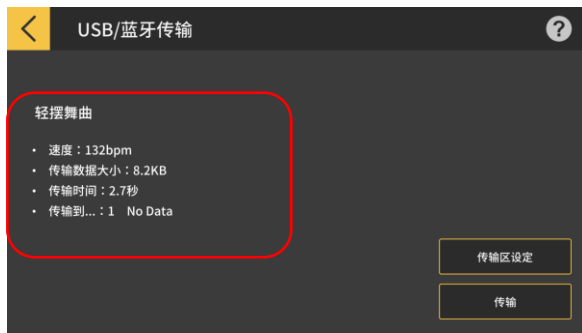 USB/蓝牙传输
?
轻摆舞曲
• 速度：132bpm
• 传输数据大小：8.2KB
• 传输时间：2.7秒
• 传输到...：1 No Data
传输区设定
传输